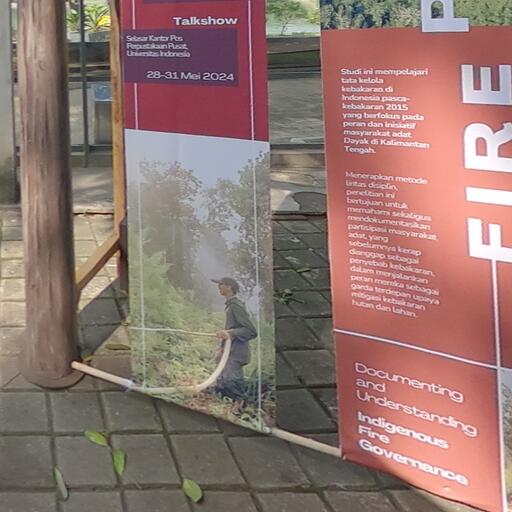 Talkshow
Selasar Kantor Pos
Perpustakaan Pusat,
Universitas Indonesia
28-31 Mei 2024
FIRE
Studi ini mempelajari
tata kelola
kebakaran di
Indonesia pasca-
kebakaran 2015
yang berfokus pada
peran dan inisiatif
masyarakat adat
Dayak di Kalimantan
Tengah.
Menerapkan metode
lintas disiplin,
penelitian ini
bertujuan untuk
memahami sekaligus
mendokumentasikan
partisipasi masyarakat
adat, yang
sebelumnya kerap
dianggap sebagai
penyebab kebakaran,
dalam menjalankan
peran mereka sebagai
garda terdepan upaya
mitigasi kebakaran
hutan dan lahan.
Documenting
and
Understanding
Indigenous
Fire
Governance